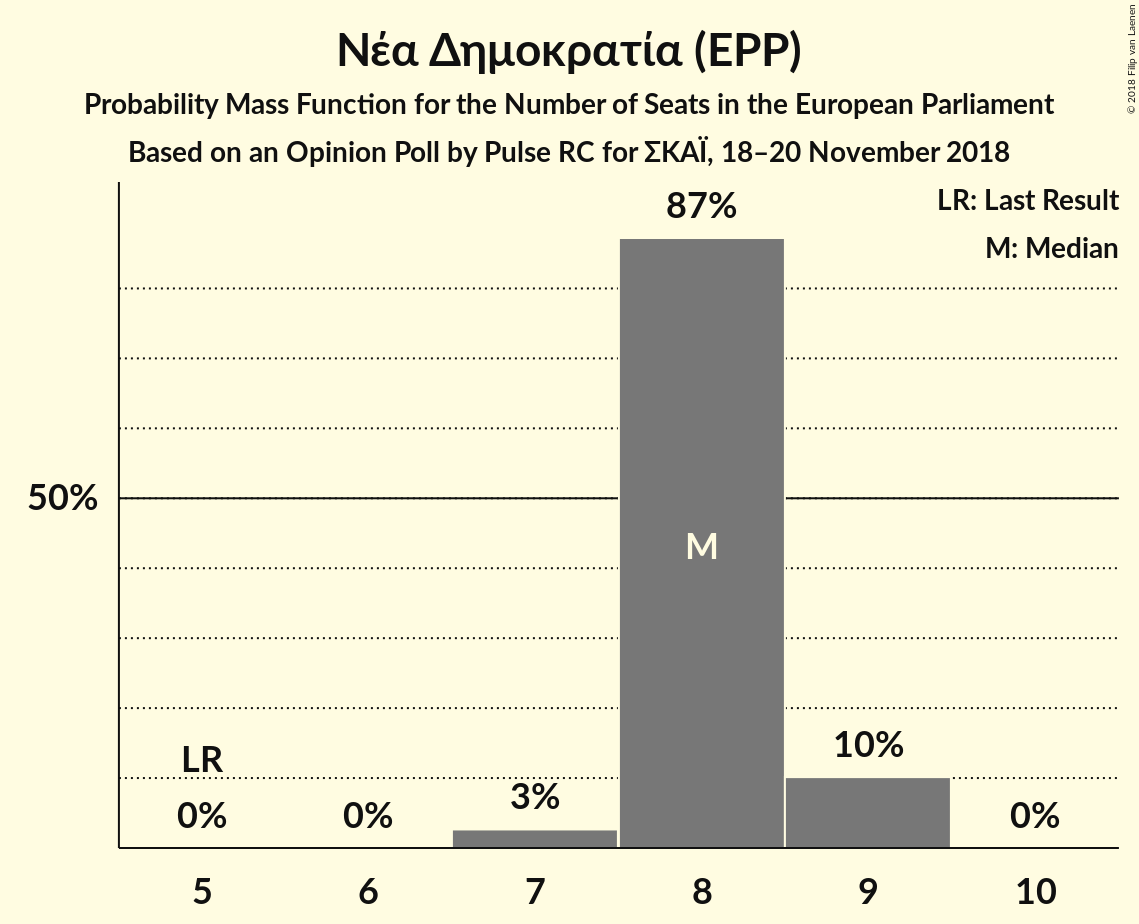 Νέα Δημοκρατία (EPP)
Probability Mass Function for the Number of Seats in the European Parliament
Based on an Opinion Poll by Pulse RC for ΣΚΑΪ, 18–20 November 2018
© 2018 Filip van Laenen
LR: Last Result
M: Median
87%
50%
M
LR
10%
3%
0%
0%
0%
5 6 7 8 9 10